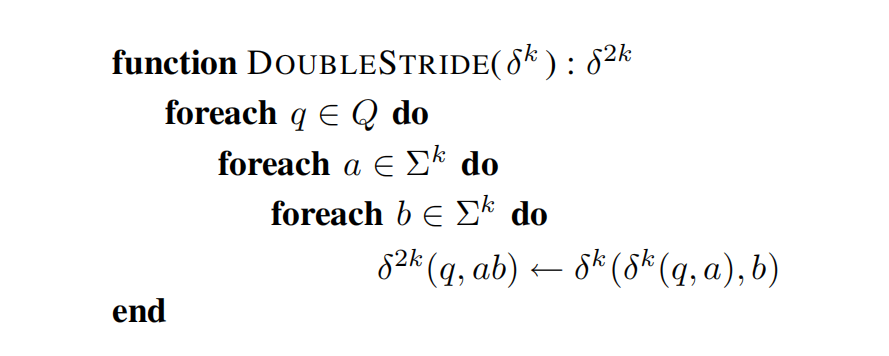 function DOUBLESTRIDE(δ^k) : δ^{2k}
foreach q ∈ Q do
foreach a ∈ Σ^k do
foreach b ∈ Σ^k do
δ^{2k}(q, ab) ← δ^k(δ^k(q, a), b)
end